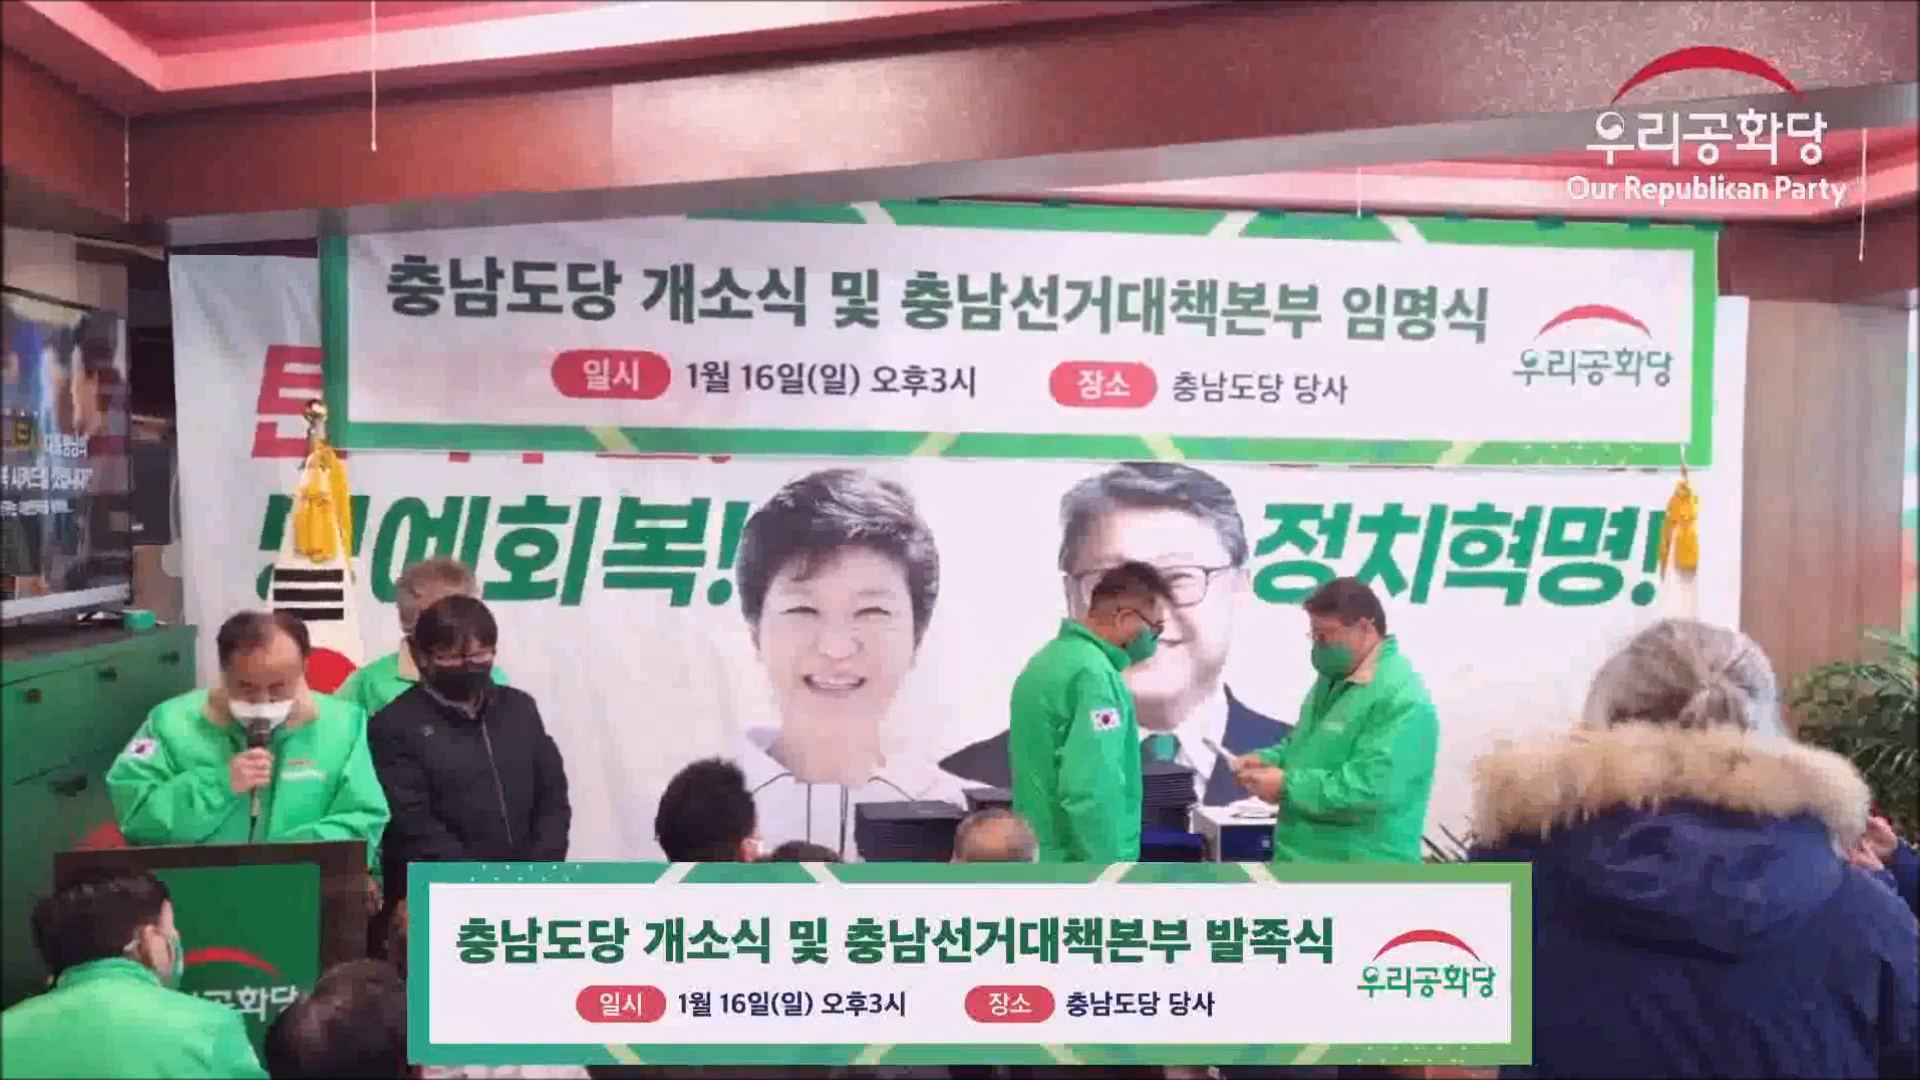 우리공화당
Our Republican Party
충남도당 개소식 및 충남선거대책본부 임명식
일시 1월 16일(일) 오후3시 장소 충남도당 당사
우리공화당
예회복!
정치혁명!
충남도당 개소식 및 충남선거대책본부 발족식
일시 1월 16일(일) 오후3시 장소 충남도당 당사
우리공화당